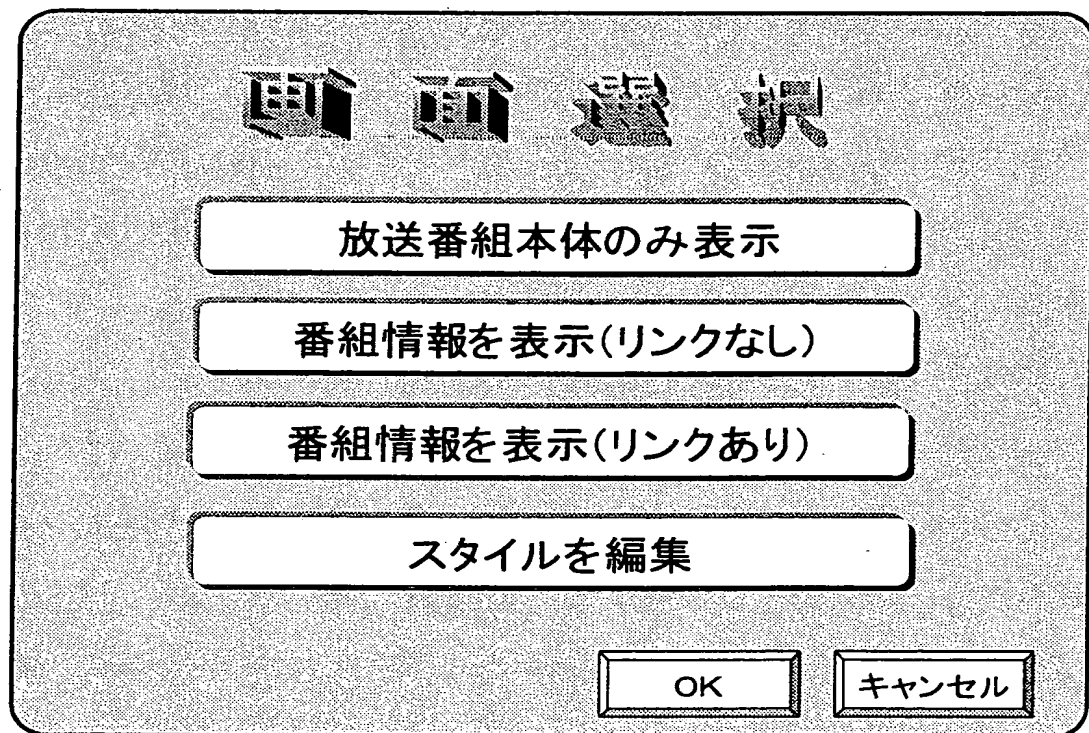 画面選択
放送番組本体のみ表示
番組情報を表示(リンクなし)
番組情報を表示(リンクあり)
スタイルを編集
OK
キャンセル